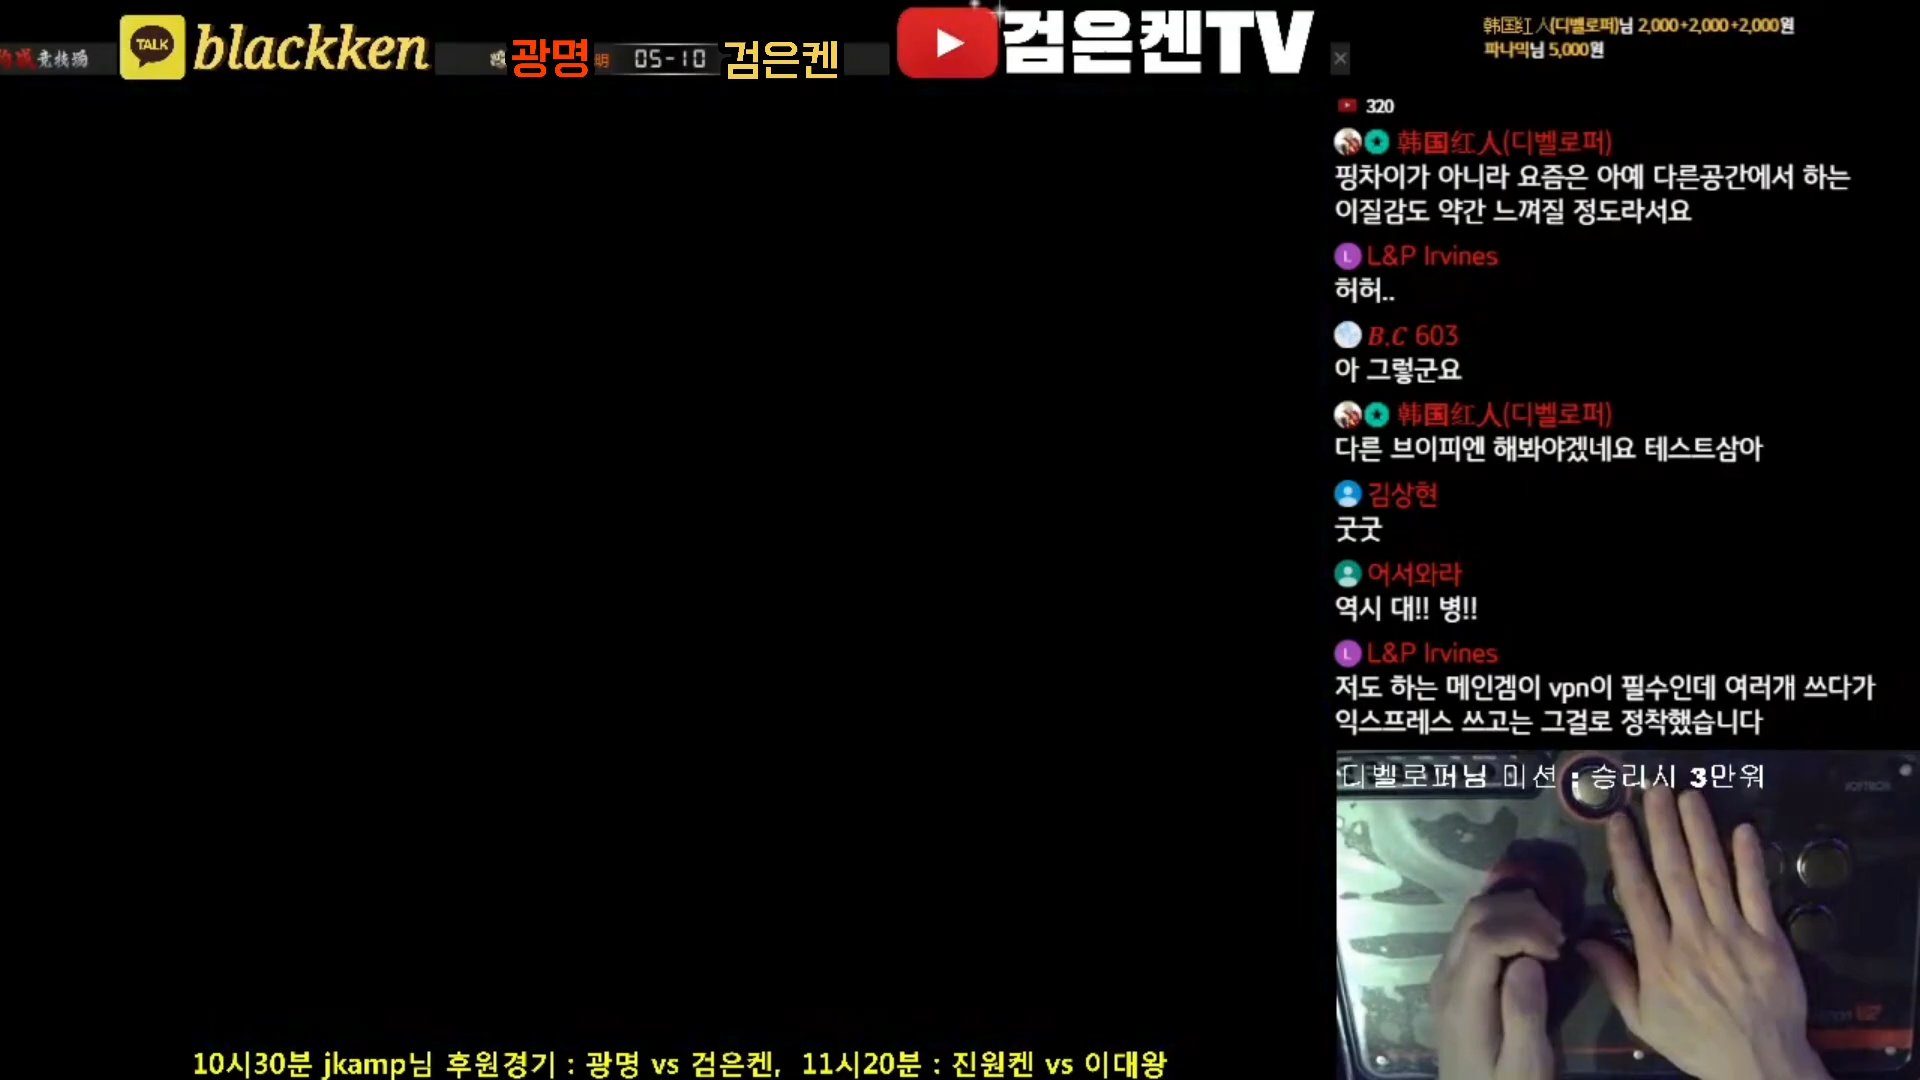 竞技场
TALK
blackken
광명
明
05-10
검은켄
검은켄TV
韩国红人(디벨로퍼)님 2,000+2,000+2,000원
파나믹님 5,000원
320
韩国红人(디벨로퍼)
핑차이가 아니라 요즘은 아예 다른공간에서 하는
이질감도 약간 느껴질 정도라서요
L&P Irvines
허허..
B.C 603
아 그렇군요
韩国红人(디벨로퍼)
다른 브이피엔 해봐야겠네요 테스트삼아
김상현
굿굿
어서와라
역시 대!! 병!!
L&P Irvines
저도 하는 메인겜이 vpn이 필수인데 여러개 쓰다가
익스프레스 쓰고는 그걸로 정착했습니다
디벨로퍼님 미션 : 승리시 3만원
10시30분 jkamp님 후원경기 : 광명 vs 검은켄, 11시20분 : 진원켄 vs 이대왕